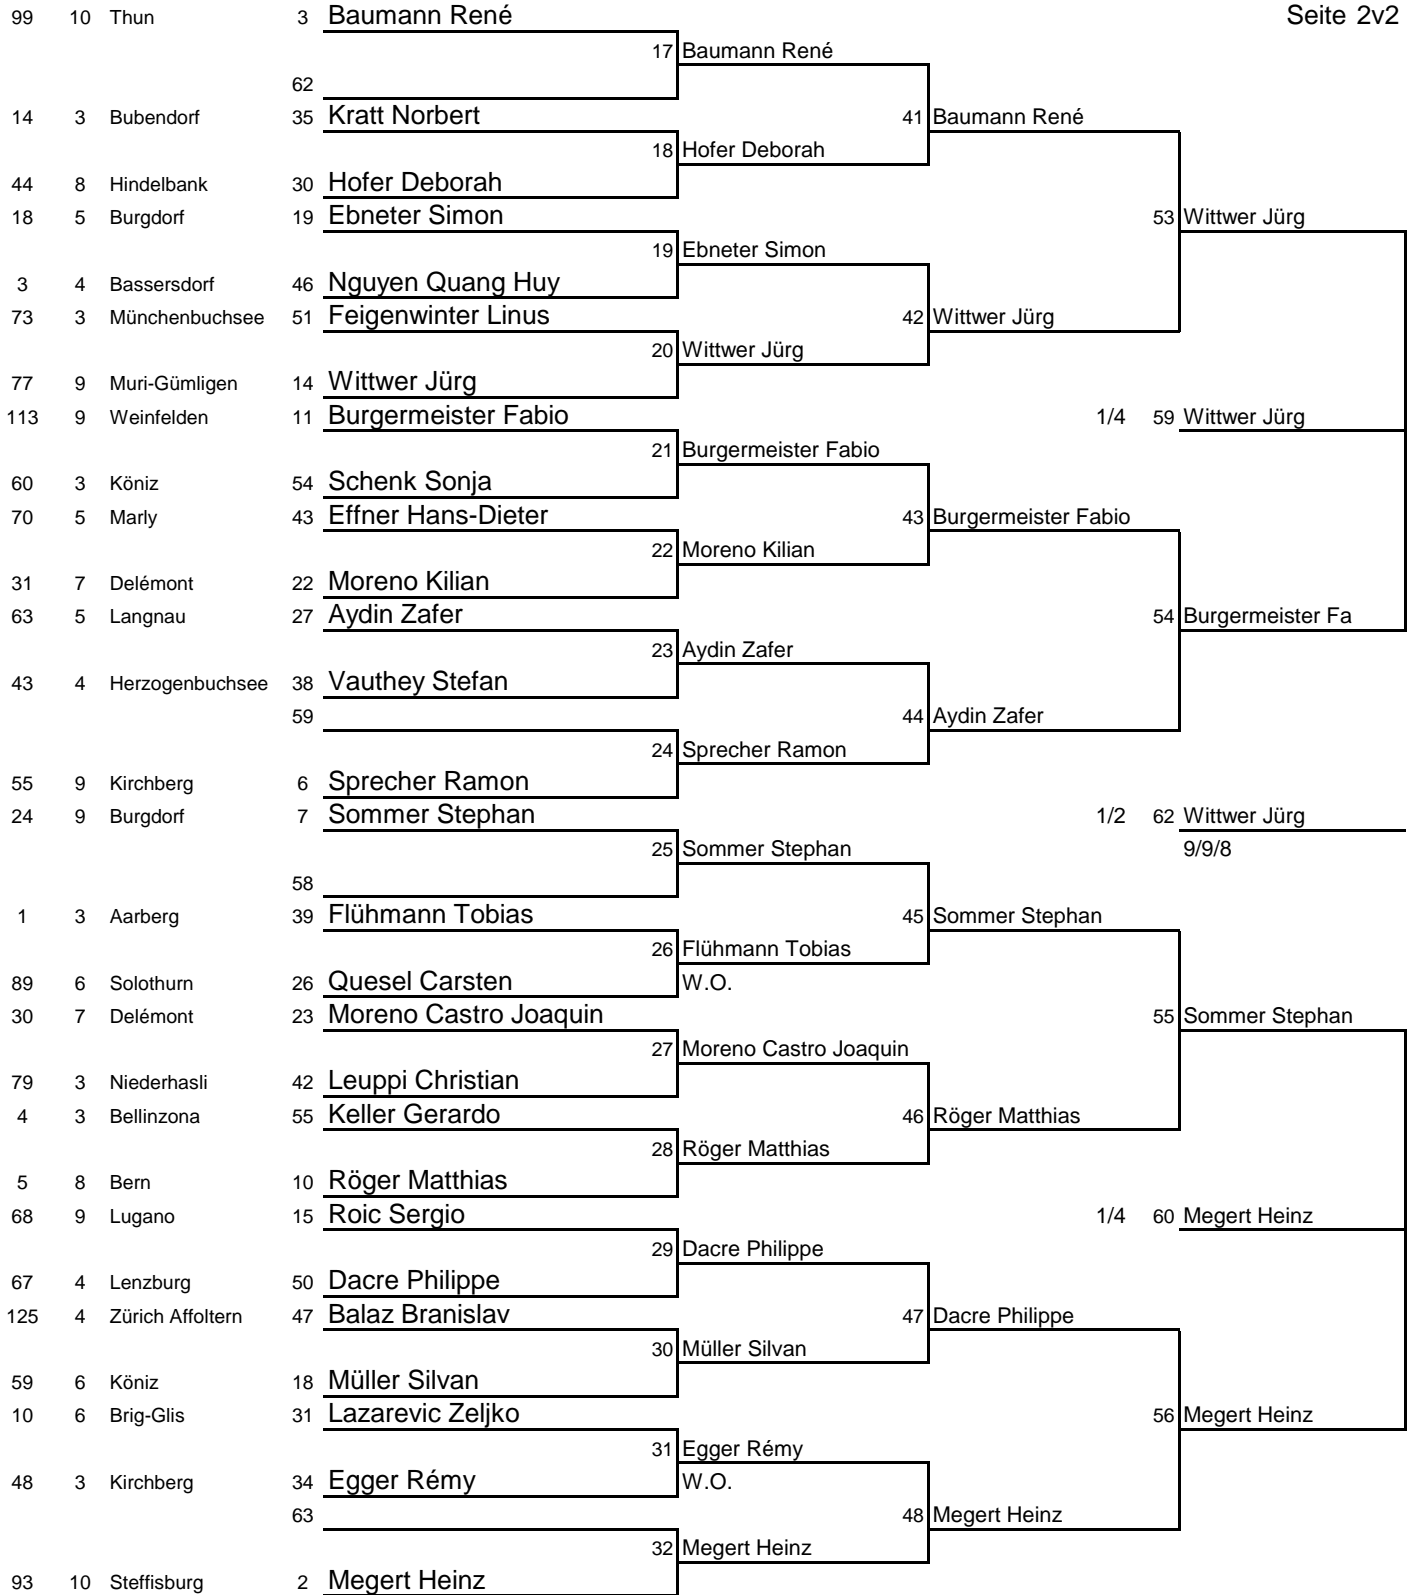 99 10 Thun 3 Baumann René Seite 2v2
17 Baumann René
62
14 3 Bubendorf 35 Kratt Norbert 41 Baumann René
18 Hofer Deborah
44 8 Hindelbank 30 Hofer Deborah
18 5 Burgdorf 19 Ebneter Simon 53 Wittwer Jürg
19 Ebneter Simon
3 4 Bassersdorf 46 Nguyen Quang Huy
73 3 Münchenbuchsee 51 Feigenwinter Linus 42 Wittwer Jürg
20 Wittwer Jürg
77 9 Muri-Gümligen 14 Wittwer Jürg
113 9 Weinfelden 11 Burgermeister Fabio 1/4 59 Wittwer Jürg
21 Burgermeister Fabio
60 3 Köniz 54 Schenk Sonja
70 5 Marly 43 Effner Hans-Dieter 43 Burgermeister Fabio
22 Moreno Kilian
31 7 Delémont 22 Moreno Kilian
63 5 Langnau 27 Aydin Zafer 54 Burgermeister Fa
23 Aydin Zafer
43 4 Herzogenbuchsee 38 Vauthey Stefan
59 44 Aydin Zafer
24 Sprecher Ramon
55 9 Kirchberg 6 Sprecher Ramon
24 9 Burgdorf 7 Sommer Stephan 1/2 62 Wittwer Jürg
25 Sommer Stephan 9/9/8
58
1 3 Aarberg 39 Flühmann Tobias 45 Sommer Stephan
26 Flühmann Tobias
89 6 Solothurn 26 Quesel Carsten W.O.
30 7 Delémont 23 Moreno Castro Joaquin 55 Sommer Stephan
27 Moreno Castro Joaquin
79 3 Niederhasli 42 Leuppi Christian
4 3 Bellinzona 55 Keller Gerardo 46 Röger Matthias
28 Röger Matthias
5 8 Bern 10 Röger Matthias
68 9 Lugano 15 Roic Sergio 1/4 60 Megert Heinz
29 Dacre Philippe
67 4 Lenzburg 50 Dacre Philippe
125 4 Zürich Affoltern 47 Balaz Branislav 47 Dacre Philippe
30 Müller Silvan
59 6 Köniz 18 Müller Silvan
10 6 Brig-Glis 31 Lazarevic Zeljko 56 Megert Heinz
31 Egger Rémy
48 3 Kirchberg 34 Egger Rémy W.O.
63 48 Megert Heinz
32 Megert Heinz
93 10 Steffisburg 2 Megert Heinz